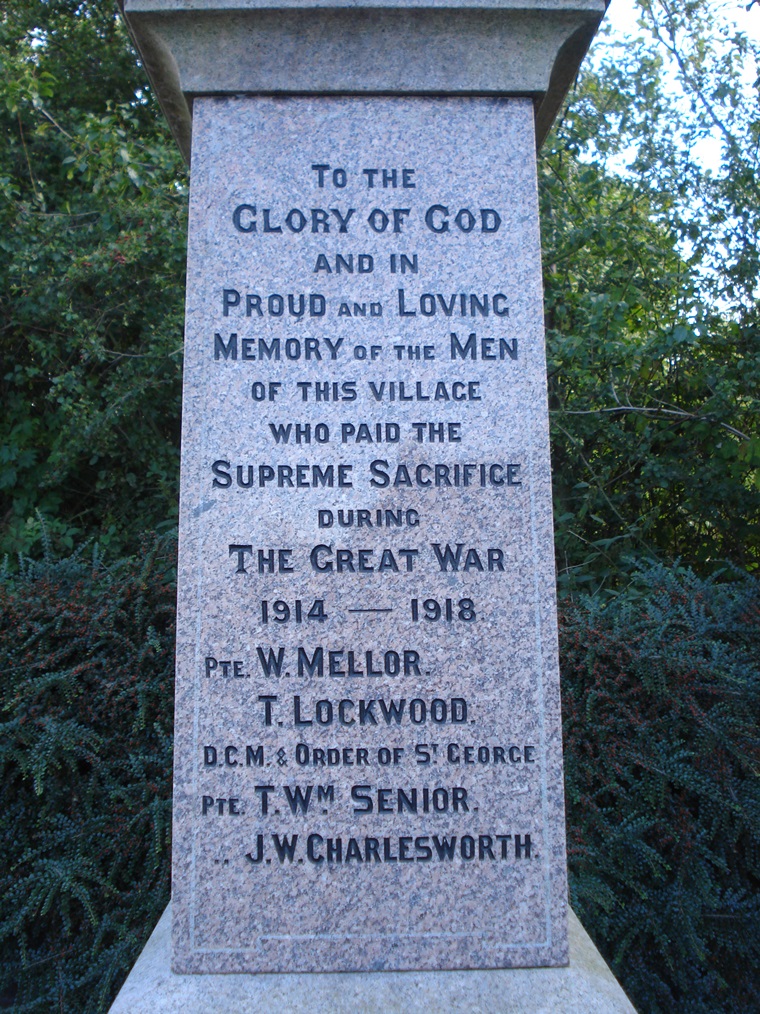 To the
Glory of God
and in
Proud and Loving
Memory of the Men
of this village
who paid the
Supreme Sacrifice
during
The Great War
1914 — 1918.
Pte. W. Mellor.
T. Lockwood.
D.C.M. & Order of St George
Pte. T. Wm Senior.
.. J.W. Charlesworth.